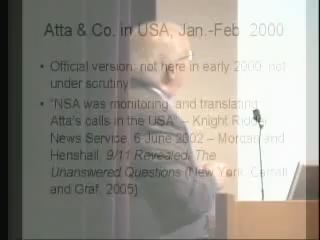 Atta & Co. in USA, Jan.-Feb. 2000
• Official version: not here in early 2000, not
under scrutiny
• "NSA was monitoring and translating
Atta's calls in the USA" – Knight Ridder
News Service, 6 June 2002 – Morgan and
Henshall, 9/11 Revealed: The
Unanswered Questions (New York: Carroll
and Graf, 2005)